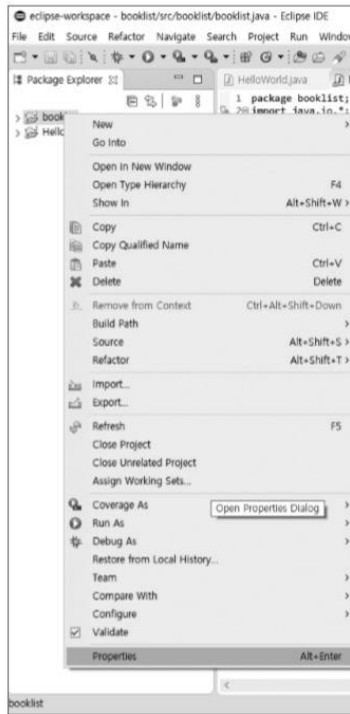 eclipse-workspace - booklist/src/booklist/booklist.java - Eclipse IDE
File Edit Source Refactor Navigate Search Project Run Window
Package Explorer
HelloWorld.java
1 package booklist;
import java.io.*;
New
Go Into
Open in New Window
Open Type Hierarchy F4
Show In Alt+Shift+W >
Copy Ctrl+C
Copy Qualified Name
Paste Ctrl+V
Delete Delete
Remove from Context Ctrl+Alt+Shift+Down
Build Path
Source Alt+Shift+S >
Refactor Alt+Shift+T >
Import...
Export...
Refresh F5
Close Project
Close Unrelated Project
Assign Working Sets...
Coverage As
Open Properties Dialog
Run As
Debug As
Restore from Local History...
Team
Compare With
Configure
Validate
Properties Alt+Enter
booklist